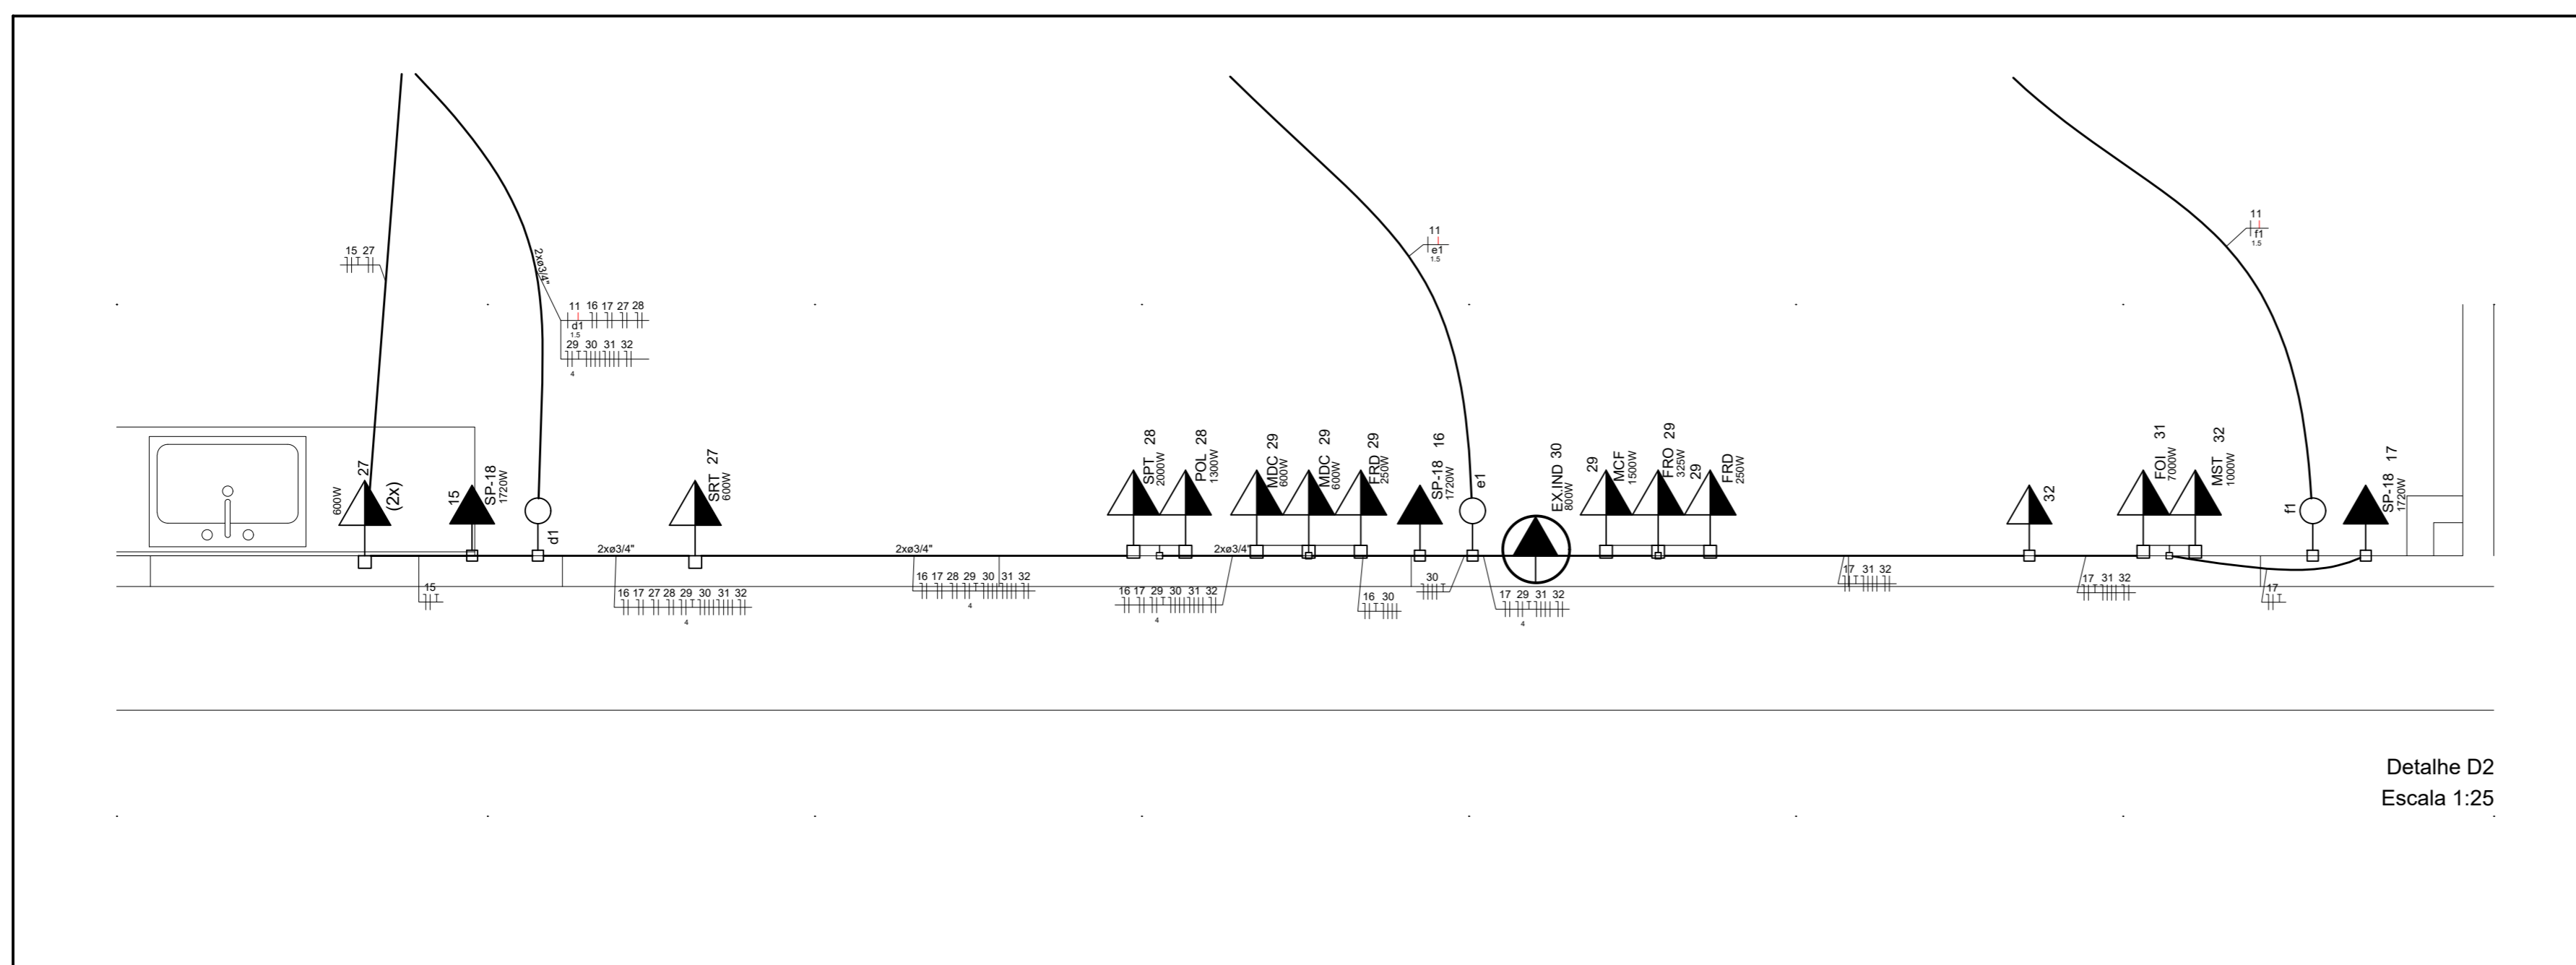 15 27
2xø3/4"
11 16 17 27 28
d1
1.5
29 30 31 32
4
11
e1
1.5
11
f1
1.5
600W
27
(2x)
15
SP-18
1720W
d1
SRT 27
600W
SPT 28
2000W
POL 28
1300W
MDC 29
600W
MDC 29
600W
FRD 29
250W
SP-18 16
1720W
e1
EX.IND 30
800W
29
MCF
1500W
FRO 29
325W
29
FRD
250W
32
FOI 31
7000W
MST 32
1000W
f1
SP-18 17
1720W
2xø3/4"
2xø3/4"
2xø3/4"
15
16 17 27 28 29 30 31 32
4
16 17 28 29 30 31 32
4
16 17 29 30 31 32
4
16 30
30
17 29 31 32
4
17 31 32
17 31 32
17
Detalhe D2
Escala 1:25